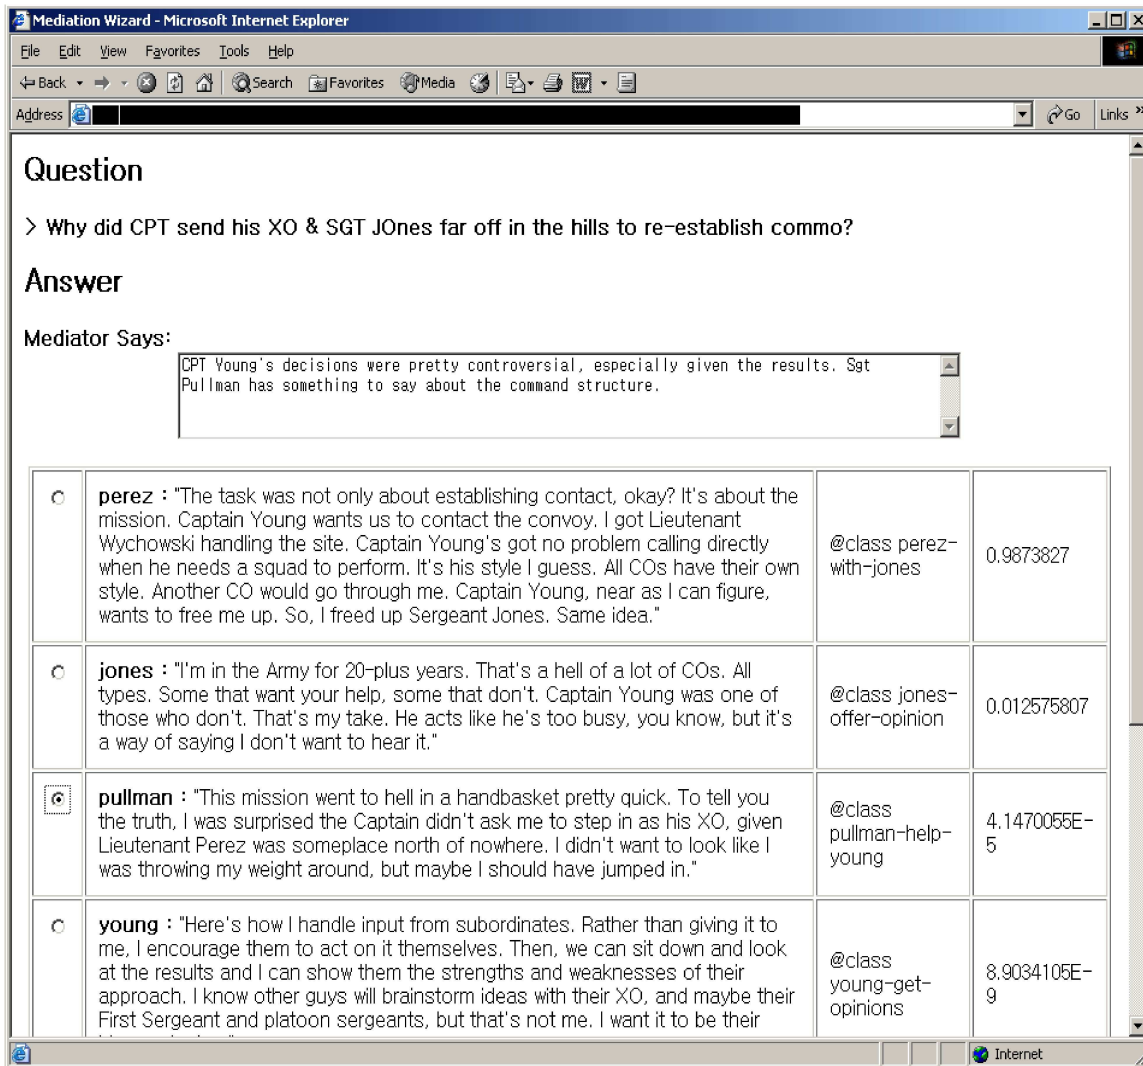 Mediation Wizard - Microsoft Internet Explorer
File Edit View Favorites Tools Help
Back Search Favorites Media
Address Go Links »
Question
> Why did CPT send his XO & SGT JOnes far off in the hills to re-establish commo?
Answer
Mediator Says:
CPT Young's decisions were pretty controversial, especially given the results. Sgt
Pullman has something to say about the command structure.
perez : "The task was not only about establishing contact, okay? It's about the
mission. Captain Young wants us to contact the convoy. I got Lieutenant
Wychowski handling the site. Captain Young's got no problem calling directly
when he needs a squad to perform. It's his style I guess. All COs have their own
style. Another CO would go through me. Captain Young, near as I can figure,
wants to free me up. So, I freed up Sergeant Jones. Same idea."
@class perez-
with-jones
0.9873827
jones : "I'm in the Army for 20-plus years. That's a hell of a lot of COs. All
types. Some that want your help, some that don't. Captain Young was one of
those who don't. That's my take. He acts like he's too busy, you know, but it's
a way of saying I don't want to hear it."
@class jones-
offer-opinion
0.012575807
pullman : "This mission went to hell in a handbasket pretty quick. To tell you
the truth, I was surprised the Captain didn't ask me to step in as his XO, given
Lieutenant Perez was someplace north of nowhere. I didn't want to look like I
was throwing my weight around, but maybe I should have jumped in."
@class
pullman-help-
young
4.1470055E-
5
young : "Here's how I handle input from subordinates. Rather than giving it to
me, I encourage them to act on it themselves. Then, we can sit down and look
at the results and I can show them the strengths and weaknesses of their
approach. I know other guys will brainstorm ideas with their XO, and maybe their
First Sergeant and platoon sergeants, but that's not me. I want it to be their
@class
young-get-
opinions
8.9034105E-
9
Internet